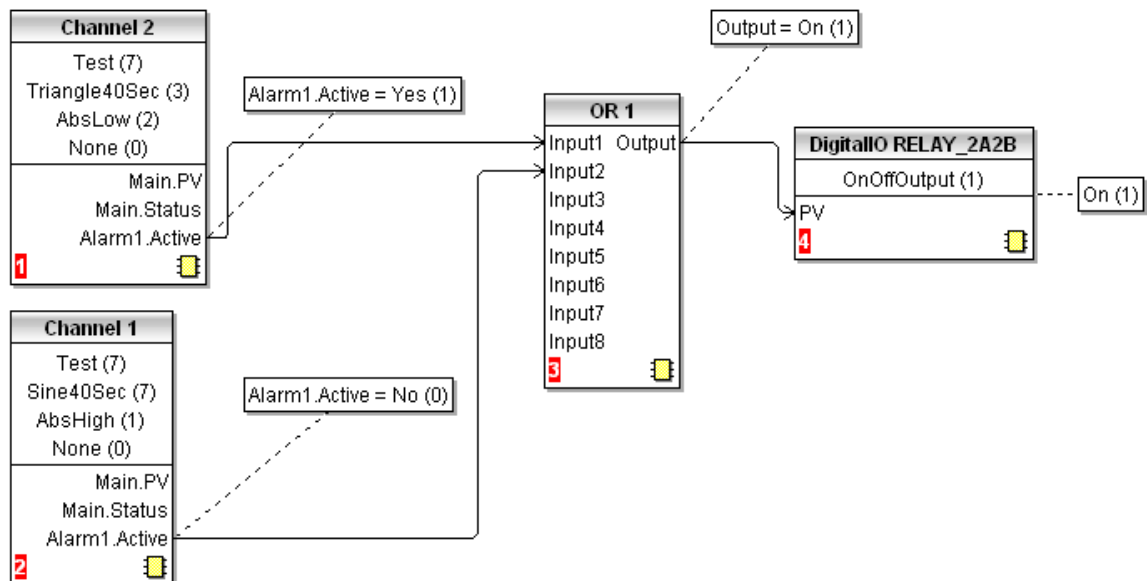 Channel 2
Test (7)
Triangle40Sec (3)
AbsLow (2)
None (0)
Main.PV
Main.Status
Alarm1.Active
1
Alarm1.Active = Yes (1)
Output = On (1)
OR 1
Input1 Output
Input2
Input3
Input4
Input5
Input6
Input7
Input8
3
DigitalIO RELAY_2A2B
OnOffOutput (1)
PV
4
On (1)
Channel 1
Test (7)
Sine40Sec (7)
AbsHigh (1)
None (0)
Main.PV
Main.Status
Alarm1.Active
2
Alarm1.Active = No (0)